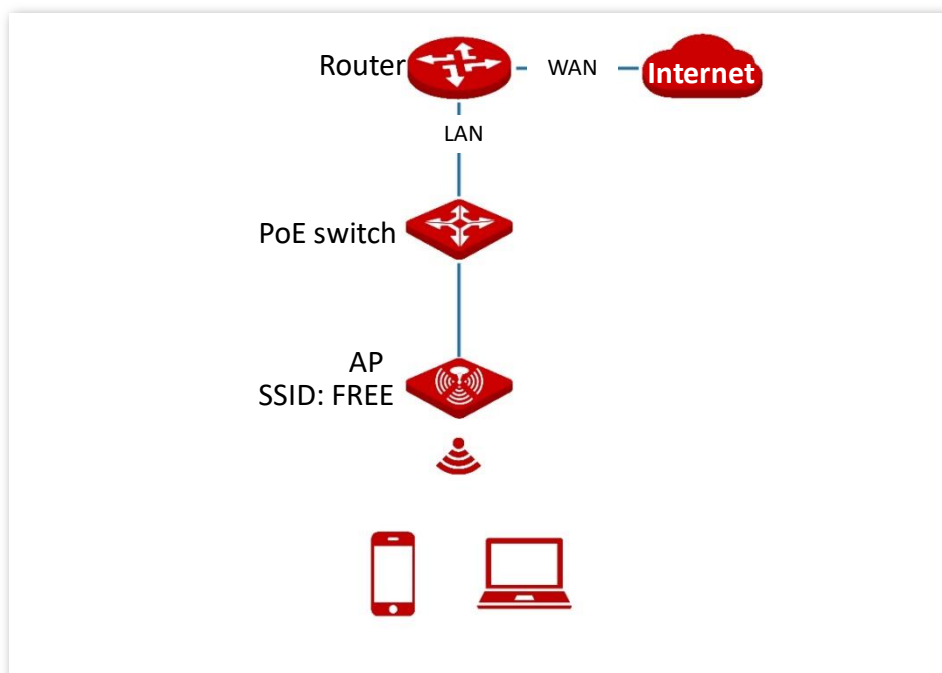 Router
WAN
Internet
LAN
PoE switch
AP
SSID: FREE